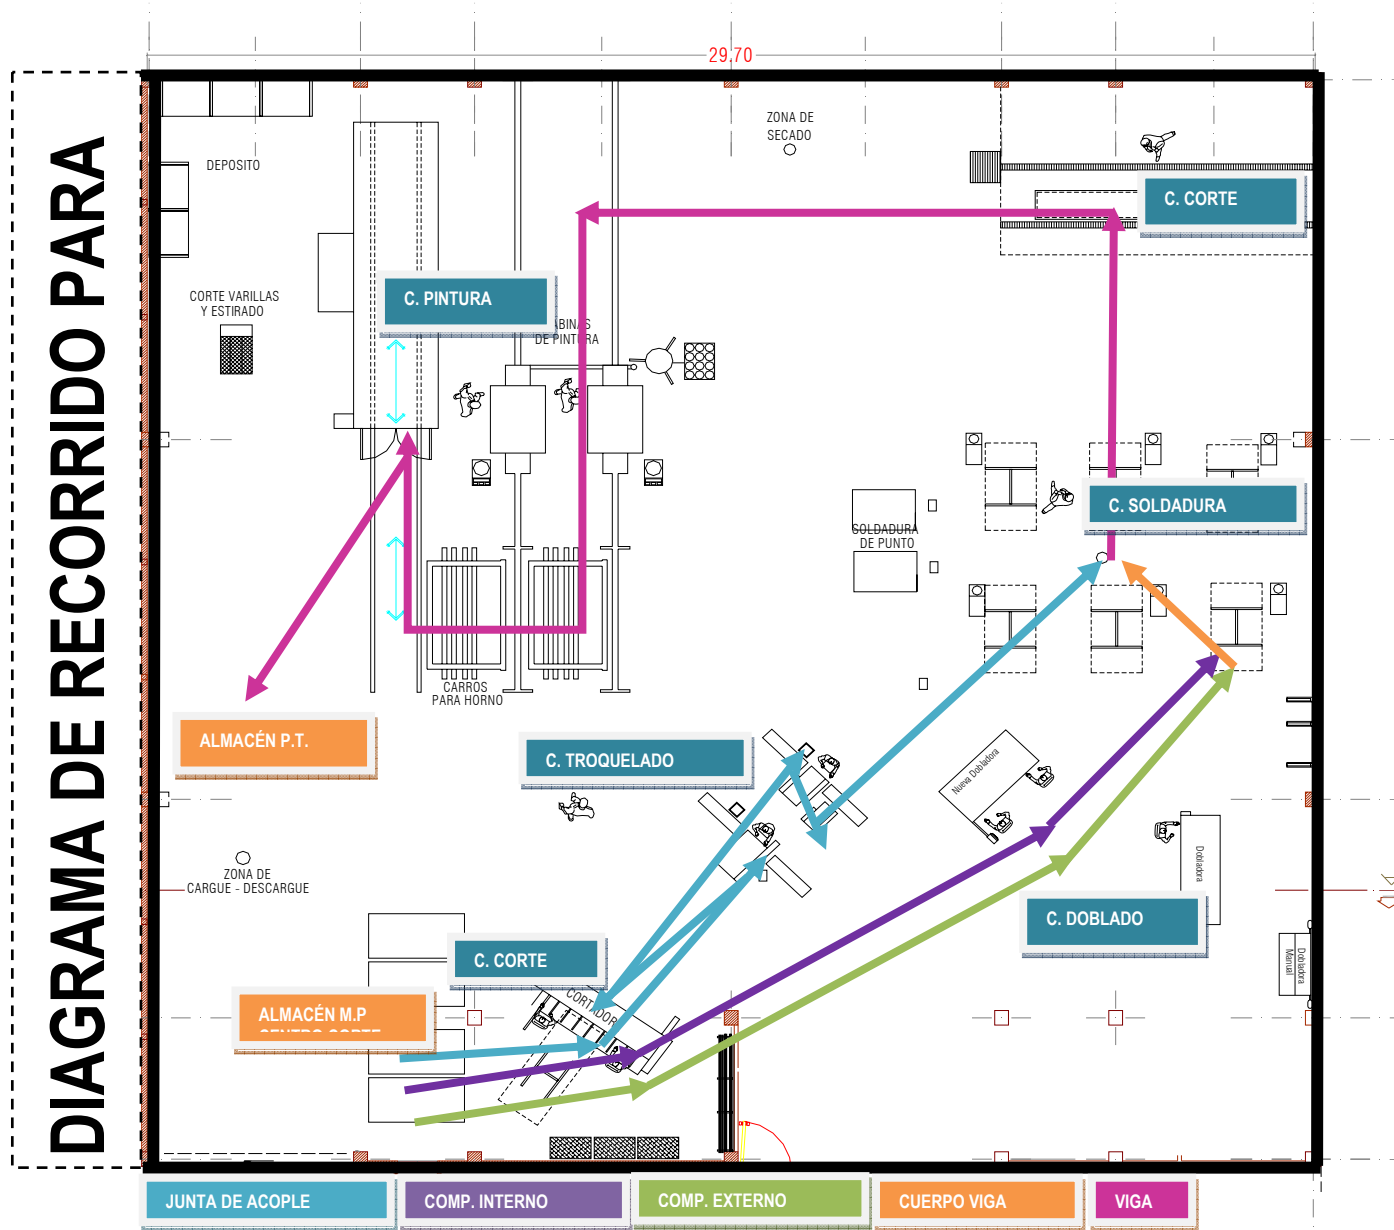 DIAGRAMA DE RECORRIDO PARA
29.70
ZONA DE
SECADO
DEPOSITO
C. CORTE
CORTE VARILLAS
Y ESTIRADO
C. PINTURA
DE PINTURA
C. SOLDADURA
SOLDADURA
DE PUNTO
CARROS
PARA HORNO
ALMACÉN P.T.
C. TROQUELADO
Nueva Dobladora
ZONA DE
CARGUE - DESCARGUE
Dobladora
C. DOBLADO
C. CORTE
Dobladora
Manual
ALMACÉN M.P
CENTRO CORTE
CORTADOR
JUNTA DE ACOPLE
COMP. INTERNO
COMP. EXTERNO
CUERPO VIGA
VIGA